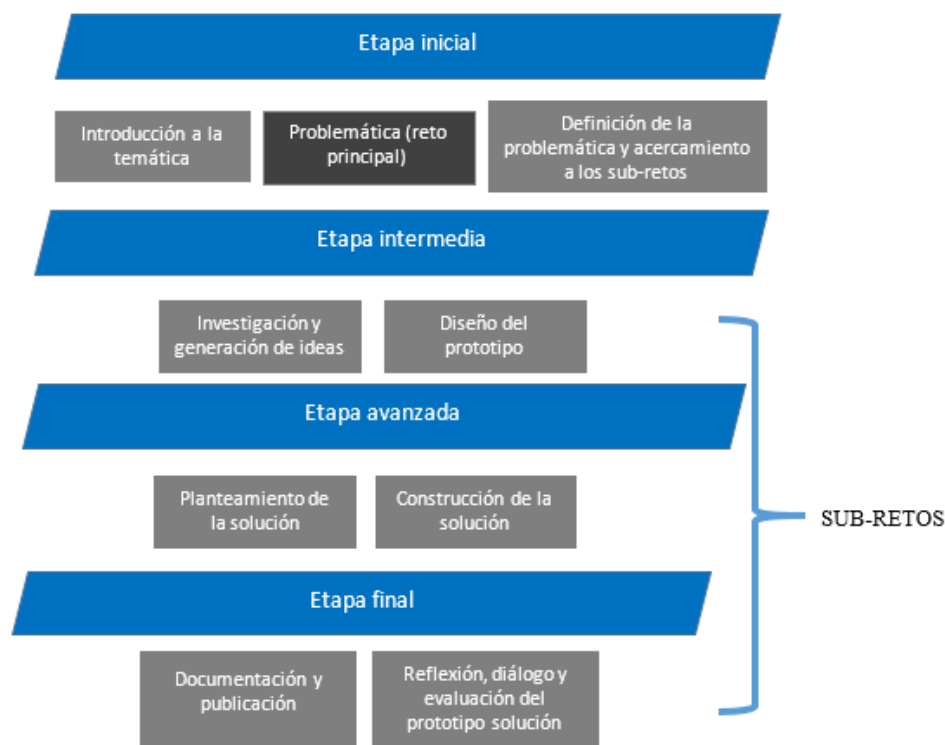 Etapa inicial
Introducción a la
temática
Problemática (reto
principal)
Definición de la
problemática y acercamiento
a los sub-retos
Etapa intermedia
Investigación y
generación de ideas
Diseño del
prototipo
Etapa avanzada
Planteamiento de
la solución
Construcción de la
solución
SUB-RETOS
Etapa final
Documentación y
publicación
Reflexión, diálogo y
evaluación del
prototipo solución